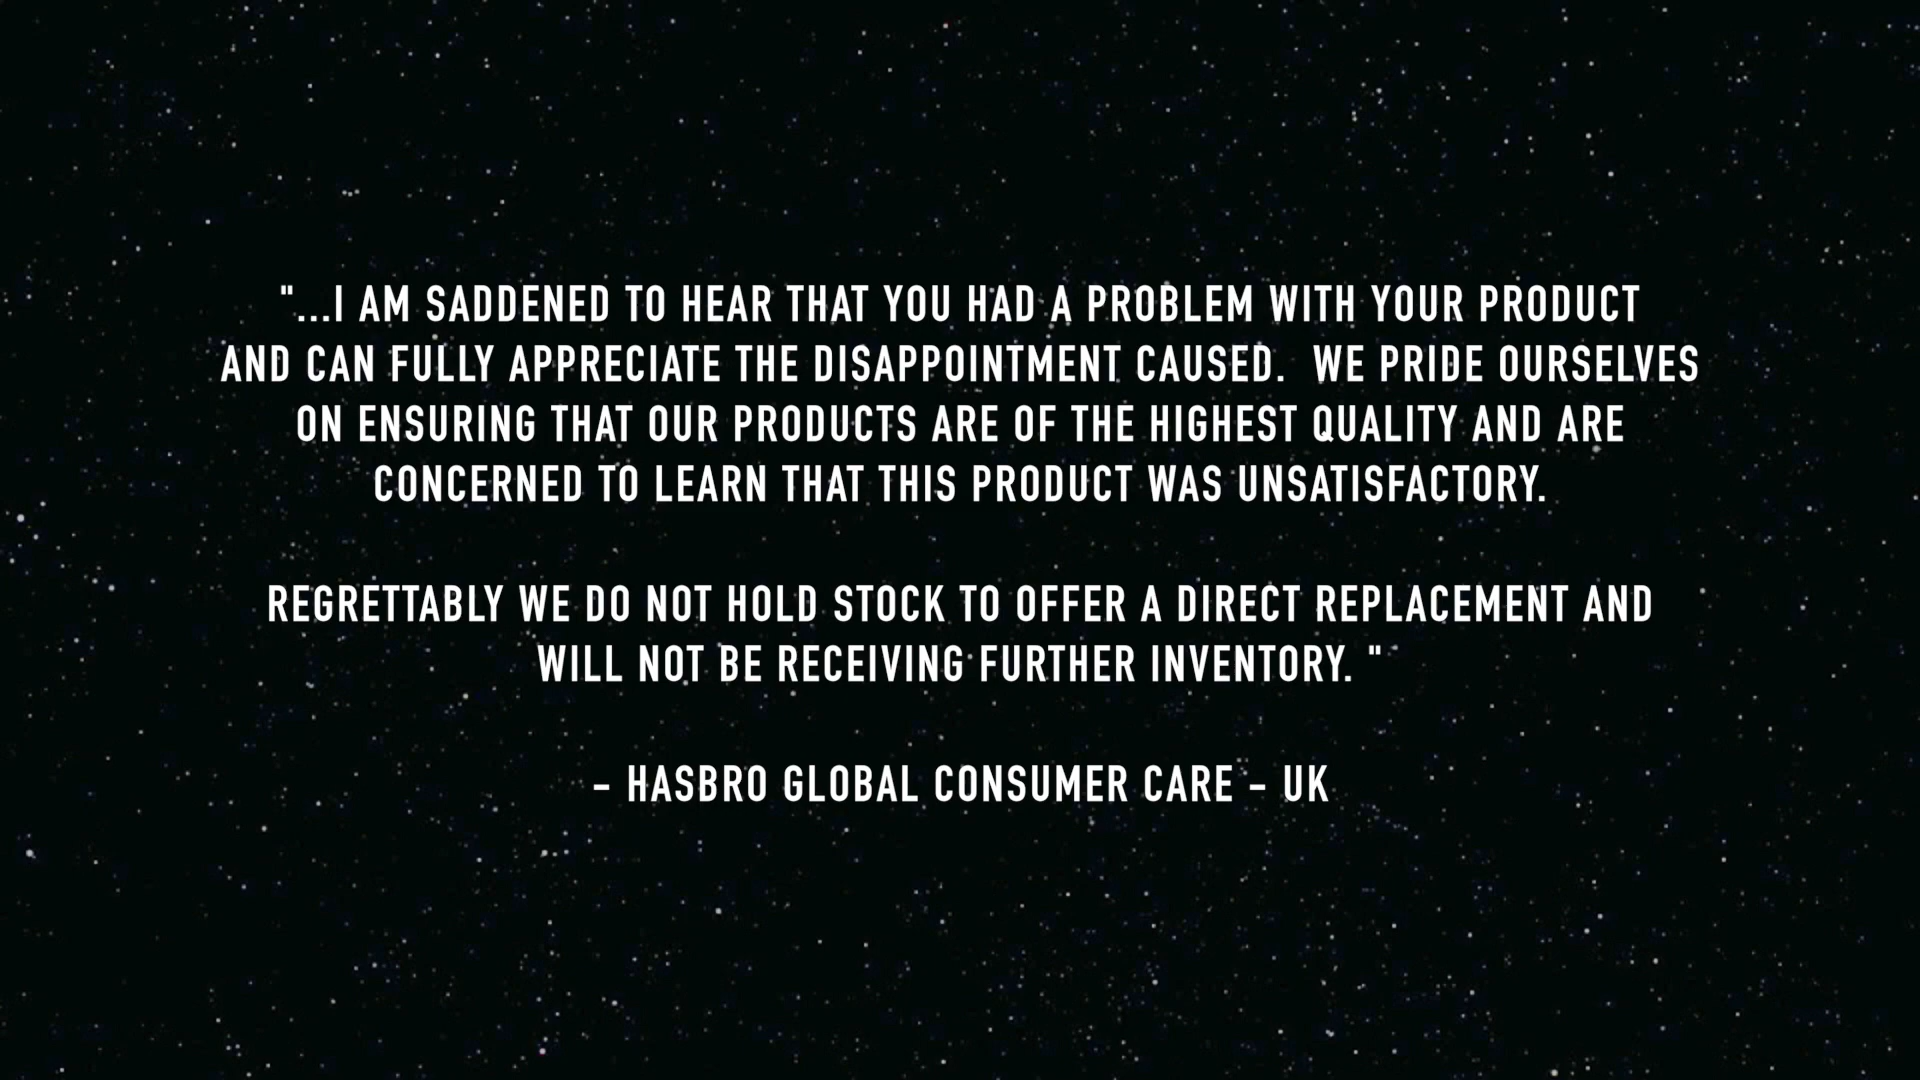 "...I AM SADDENED TO HEAR THAT YOU HAD A PROBLEM WITH YOUR PRODUCT
AND CAN FULLY APPRECIATE THE DISAPPOINTMENT CAUSED.  WE PRIDE OURSELVES
ON ENSURING THAT OUR PRODUCTS ARE OF THE HIGHEST QUALITY AND ARE
CONCERNED TO LEARN THAT THIS PRODUCT WAS UNSATISFACTORY.
REGRETTABLY WE DO NOT HOLD STOCK TO OFFER A DIRECT REPLACEMENT AND
WILL NOT BE RECEIVING FURTHER INVENTORY. "
- HASBRO GLOBAL CONSUMER CARE - UK